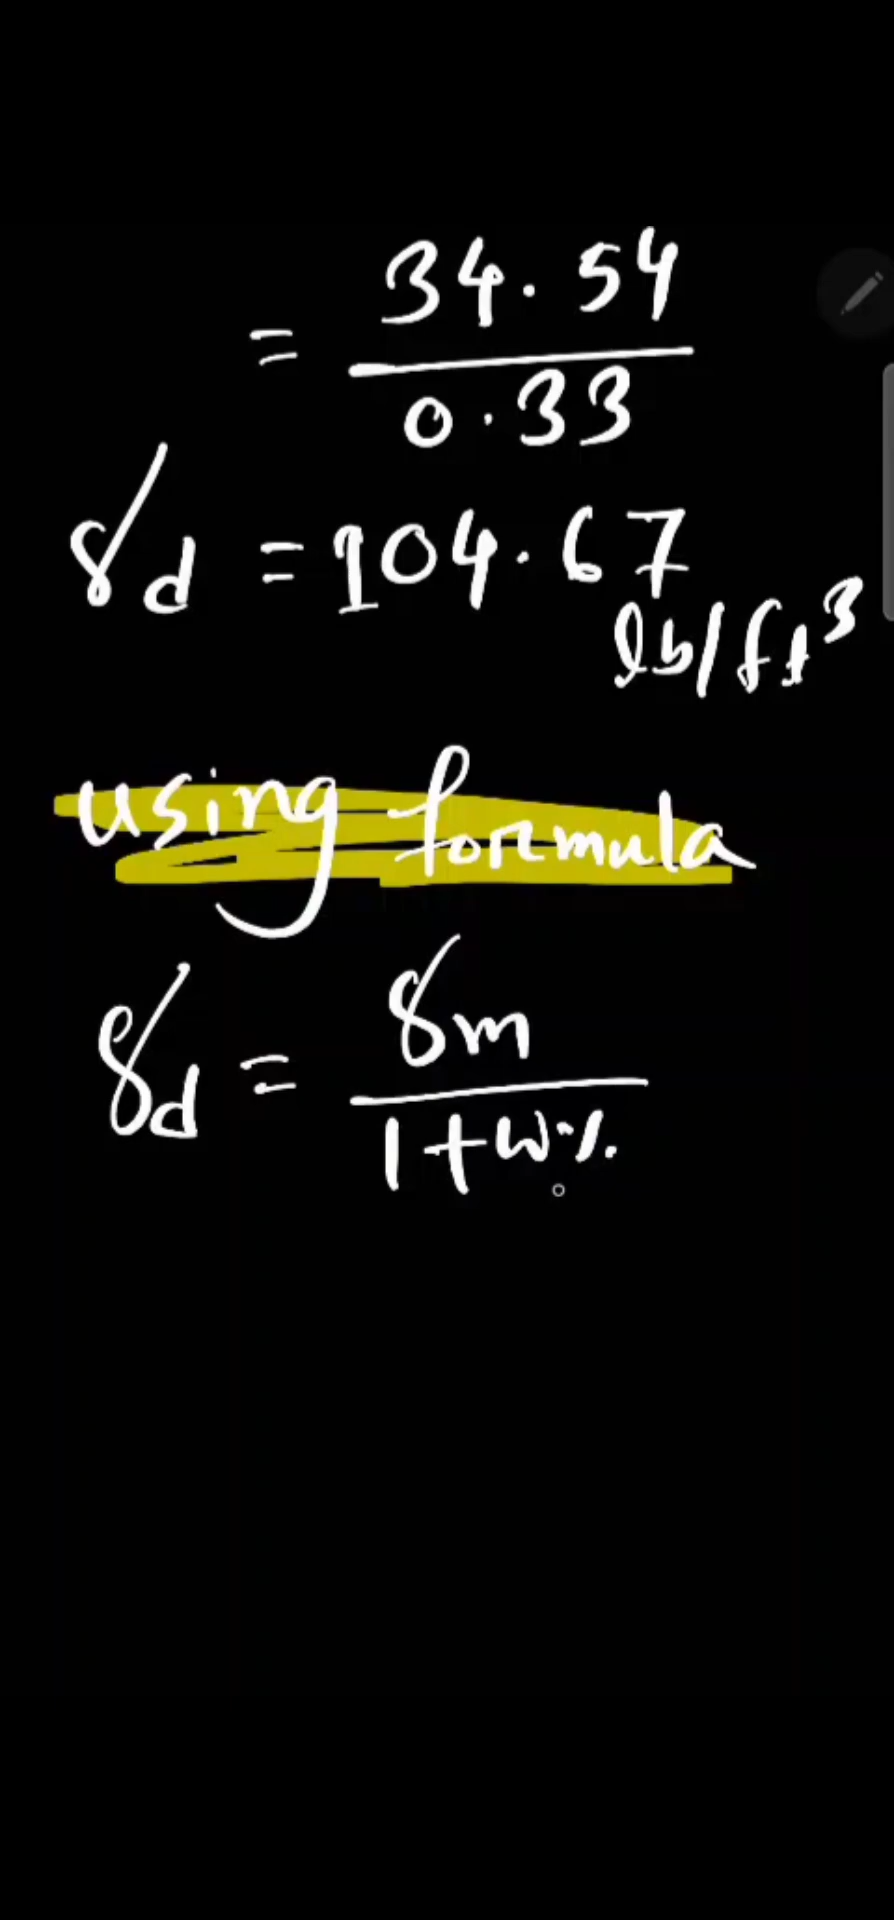 = 34.54
0.33
γd = 104.67
lb/ft³
using formula
γd = γm
1+w%